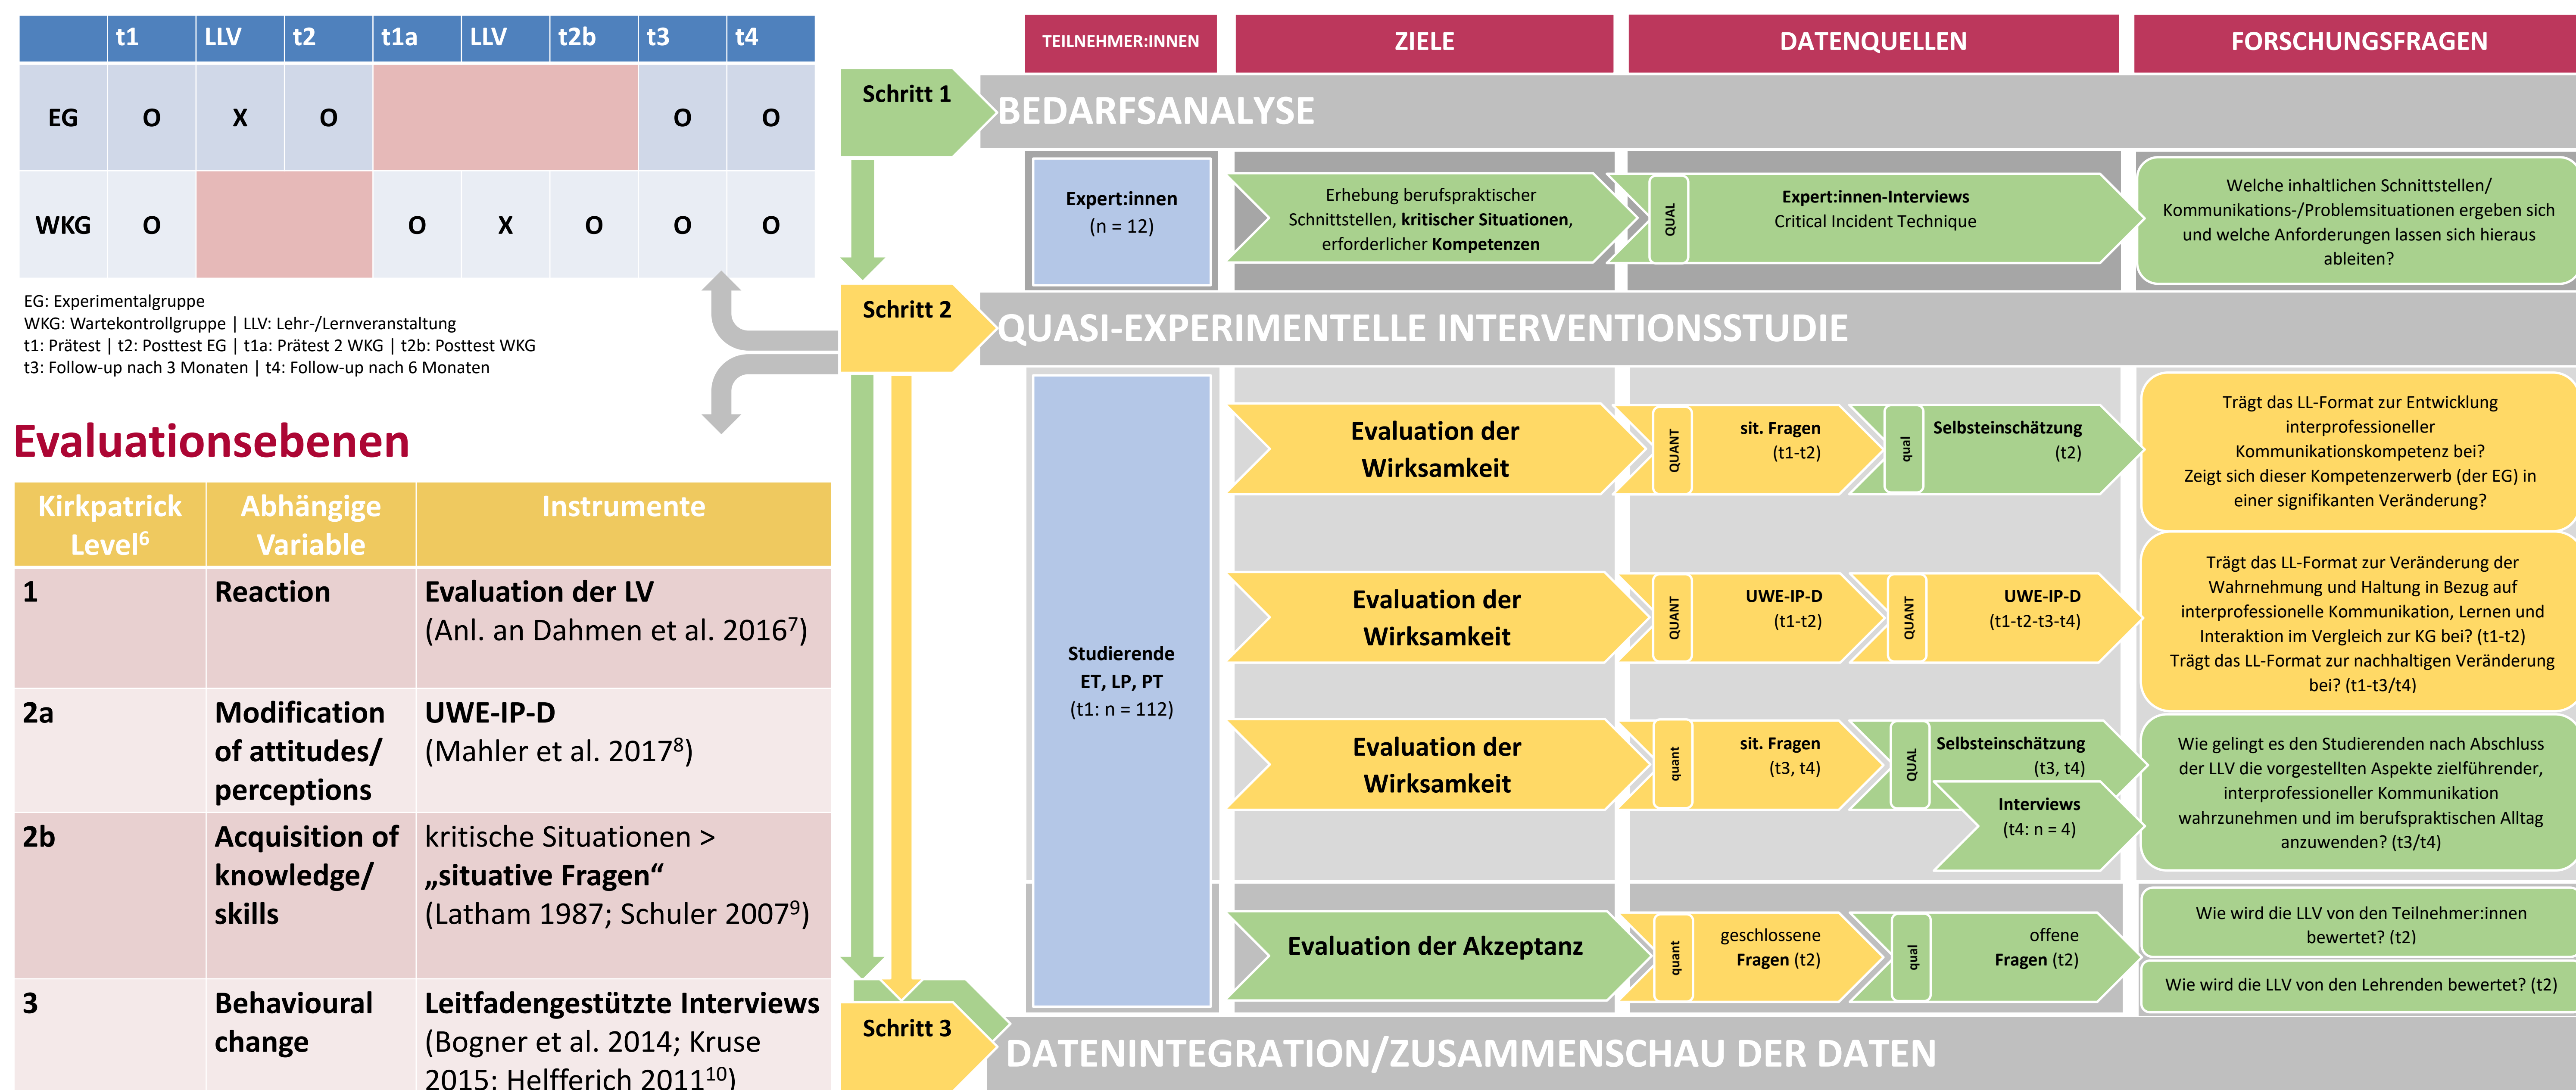 t1 LLV t2 t1a LLV t2b t3 t4
EG O X O O O
WKG O O X O O O
EG: Experimentalgruppe
WKG: Wartekontrollgruppe | LLV: Lehr-/Lernveranstaltung
t1: Prätest | t2: Posttest EG | t1a: Prätest 2 WKG | t2b: Posttest WKG
t3: Follow-up nach 3 Monaten | t4: Follow-up nach 6 Monaten
Evaluationsebenen
Kirkpatrick
Level⁶
Abhängige
Variable
Instrumente
1
Reaction
Evaluation der LV
(Anl. an Dahmen et al. 2016⁷)
2a
Modification
of attitudes/
perceptions
UWE-IP-D
(Mahler et al. 2017⁸)
2b
Acquisition of
knowledge/
skills
kritische Situationen >
„situative Fragen“
(Latham 1987; Schuler 2007⁹)
3
Behavioural
change
Leitfadengestützte Interviews
(Bogner et al. 2014; Kruse
2015; Helfferich 2011¹⁰)
TEILNEHMER:INNEN
ZIELE
DATENQUELLEN
FORSCHUNGSFRAGEN
Schritt 1
BEDARFSANALYSE
Expert:innen
(n = 12)
Erhebung berufspraktischer
Schnittstellen, kritischer Situationen,
erforderlicher Kompetenzen
QUAL
Expert:innen-Interviews
Critical Incident Technique
Welche inhaltlichen Schnittstellen/
Kommunikations-/Problemsituationen ergeben sich
und welche Anforderungen lassen sich hieraus
ableiten?
Schritt 2
QUASI-EXPERIMENTELLE INTERVENTIONSSTUDIE
Studierende
ET, LP, PT
(t1: n = 112)
Evaluation der
Wirksamkeit
QUANT
sit. Fragen
(t1-t2)
qual
Selbsteinschätzung
(t2)
Trägt das LL-Format zur Entwicklung
interprofessioneller
Kommunikationskompetenz bei?
Zeigt sich dieser Kompetenzerwerb (der EG) in
einer signifikanten Veränderung?
Evaluation der
Wirksamkeit
QUANT
UWE-IP-D
(t1-t2)
QUANT
UWE-IP-D
(t1-t2-t3-t4)
Trägt das LL-Format zur Veränderung der
Wahrnehmung und Haltung in Bezug auf
interprofessionelle Kommunikation, Lernen und
Interaktion im Vergleich zur KG bei? (t1-t2)
Trägt das LL-Format zur nachhaltigen Veränderung
bei? (t1-t3/t4)
Evaluation der
Wirksamkeit
quant
sit. Fragen
(t3, t4)
QUAL
Selbsteinschätzung
(t3, t4)
Interviews
(t4: n = 4)
Wie gelingt es den Studierenden nach Abschluss
der LLV die vorgestellten Aspekte zielführender,
interprofessioneller Kommunikation
wahrzunehmen und im berufspraktischen Alltag
anzuwenden? (t3/t4)
Evaluation der Akzeptanz
quant
geschlossene
Fragen (t2)
qual
offene
Fragen (t2)
Wie wird die LLV von den Teilnehmer:innen
bewertet? (t2)
Wie wird die LLV von den Lehrenden bewertet? (t2)
Schritt 3
DATENINTEGRATION/ZUSAMMENSCHAU DER DATEN